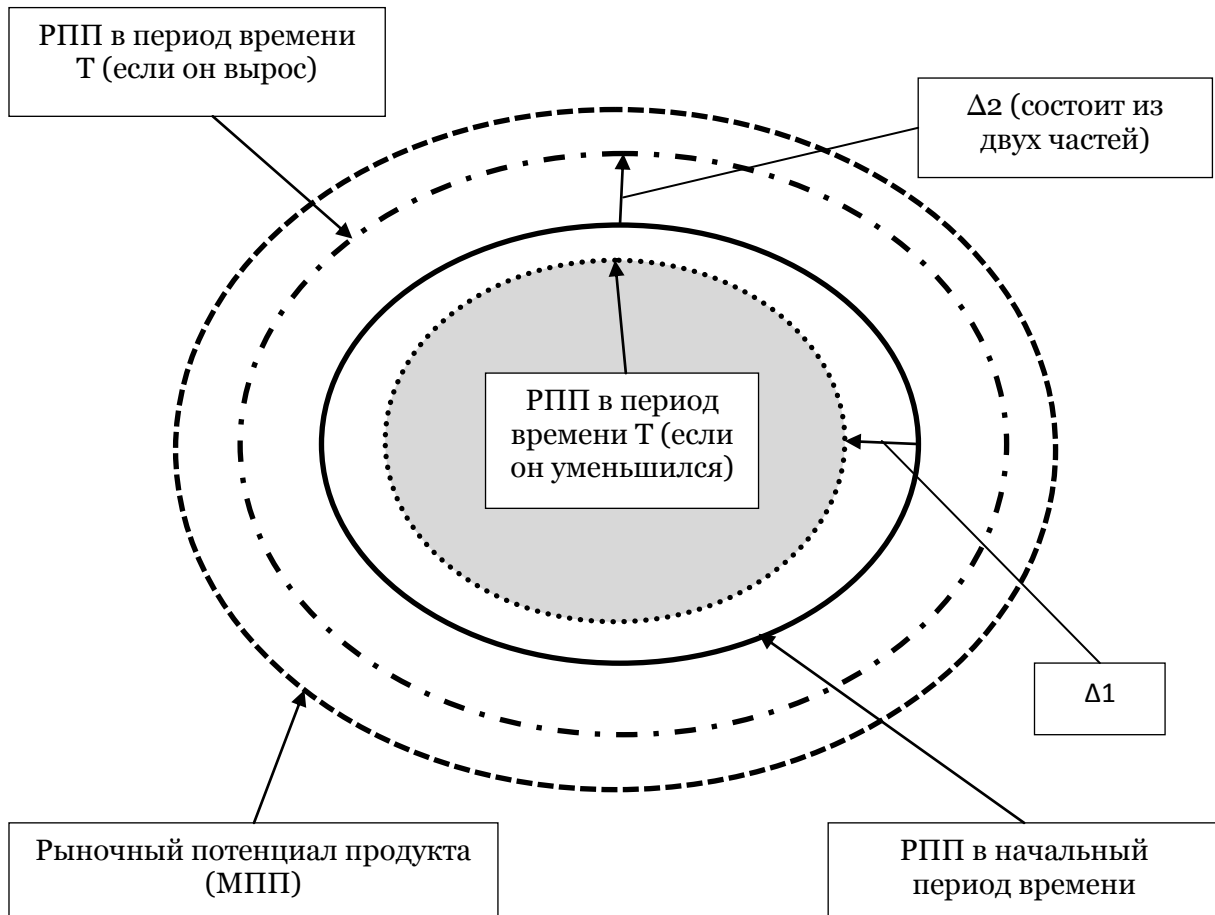 РПП в период времени
Т (если он вырос)
Δ2 (состоит из
двух частей)
РПП в период
времени Т (если
он уменьшился)
Δ1
Рыночный потенциал продукта
(МПП)
РПП в начальный
период времени